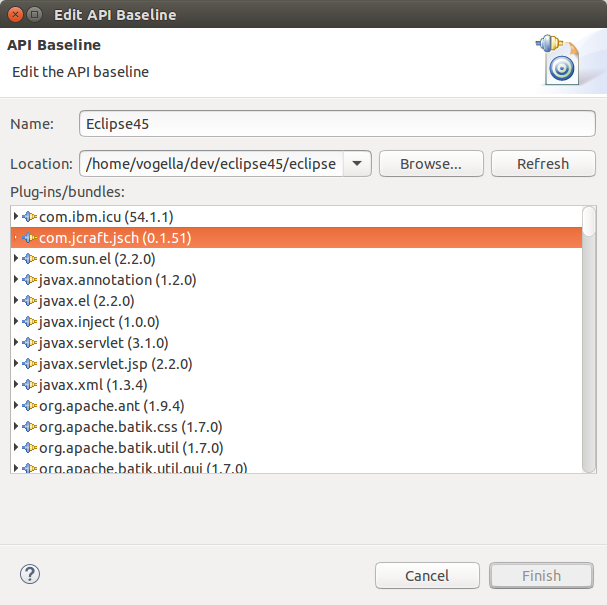 Edit API Baseline
API Baseline
Edit the API baseline
Name: Eclipse45
Location: /home/vogella/dev/eclipse45/eclipse Browse... Refresh
Plug-ins/bundles:
com.ibm.icu (54.1.1)
com.jcraft.jsch (0.1.51)
com.sun.el (2.2.0)
javax.annotation (1.2.0)
javax.el (2.2.0)
javax.inject (1.0.0)
javax.servlet (3.1.0)
javax.servlet.jsp (2.2.0)
javax.xml (1.3.4)
org.apache.ant (1.9.4)
org.apache.batik.css (1.7.0)
org.apache.batik.util (1.7.0)
org.apache.batik.util.gui (1.7.0)
? Cancel Finish